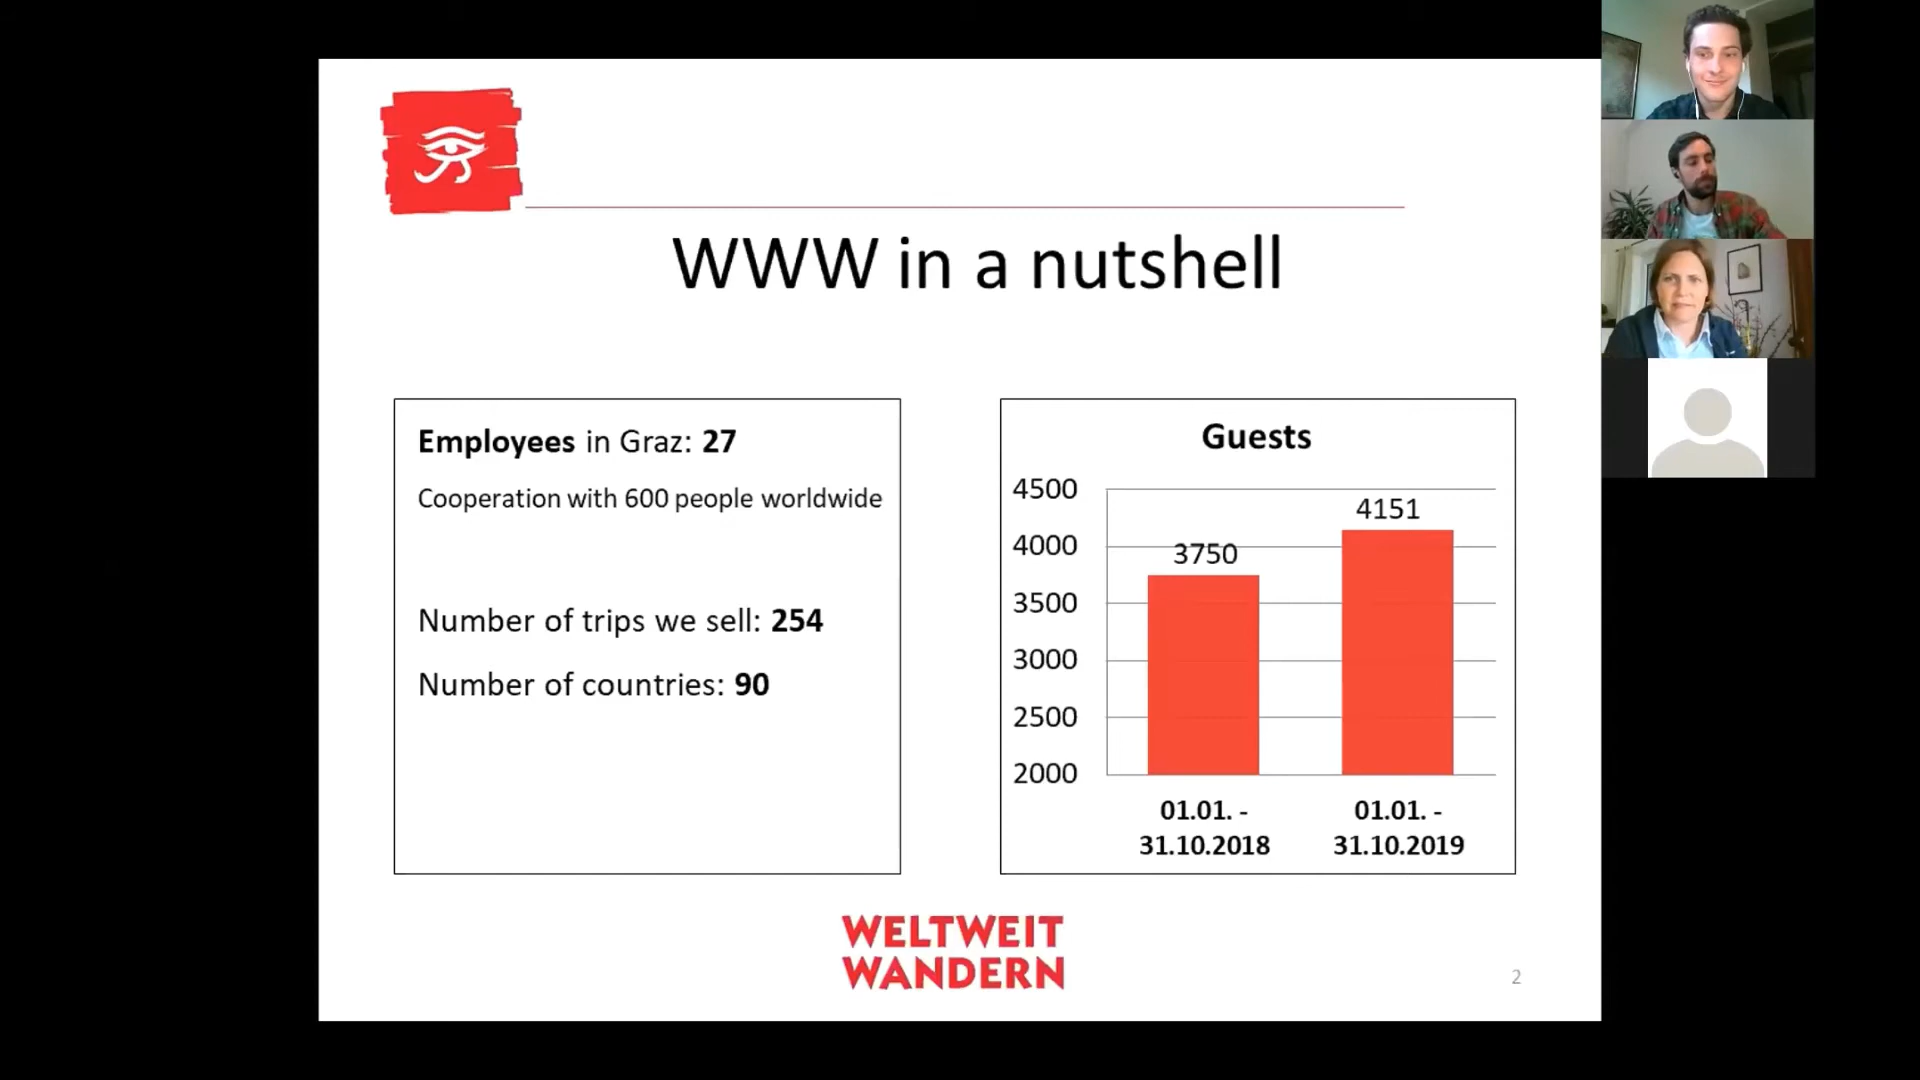 WWW in a nutshell
Employees in Graz: 27
Cooperation with 600 people worldwide
Number of trips we sell: 254
Number of countries: 90
Guests
4500
4000
3500
3000
2500
2000
3750
4151
01.01. -
31.10.2018
01.01. -
31.10.2019
WELTWEIT
WANDERN
2